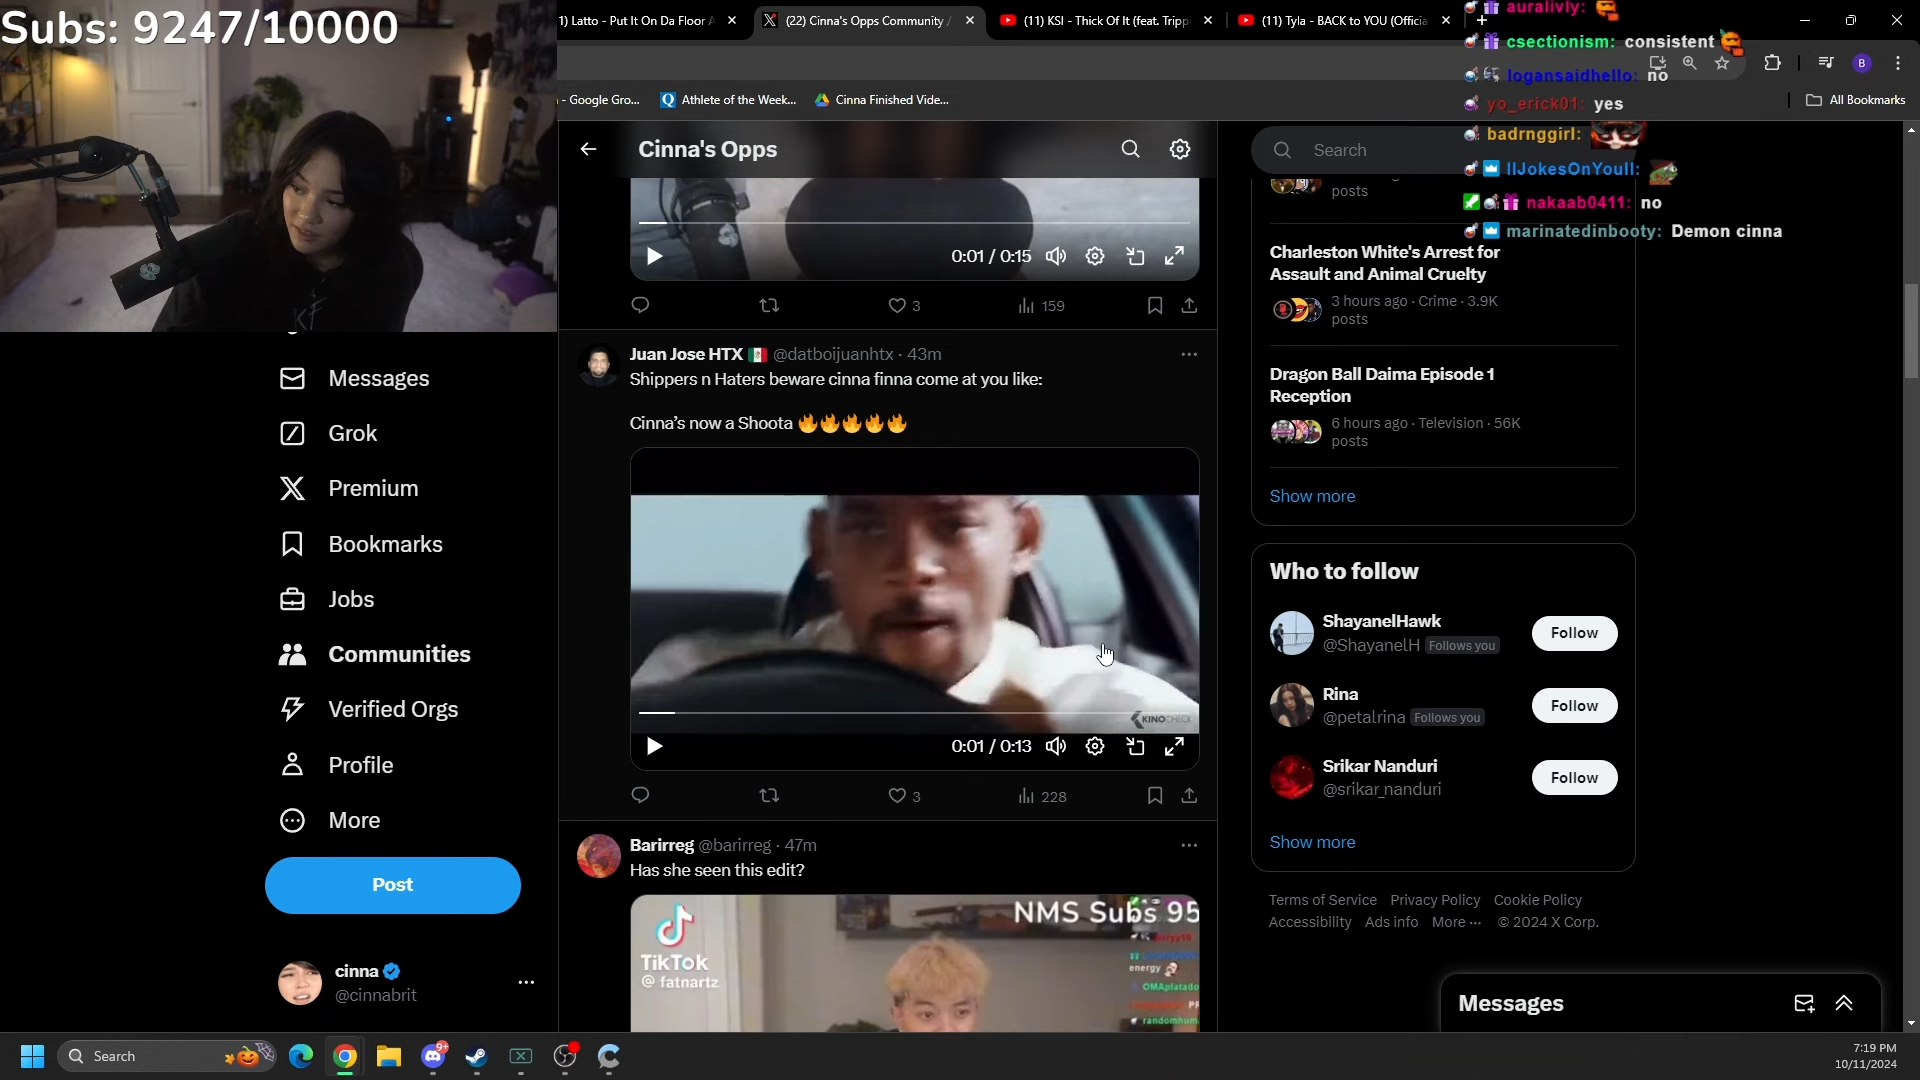 Subs: 9247/10000
1) Latto - Put It On Da Floor A
(22) Cinna's Opps Community /
(11) KSI - Thick Of It (feat. Tripp
(11) Tyla - BACK to YOU (Officia
- Google Gro...
Athlete of the Week...
Cinna Finished Vide...
All Bookmarks
B
auralivly:
csectionism: consistent
logansaidhello: no
yo_erick01: yes
badrnggirl:
IIJokesOnYouII:
nakaab0411: no
marinatedinbooty: Demon cinna
Messages
Grok
Premium
Bookmarks
Jobs
Communities
Verified Orgs
Profile
More
Post
cinna
@cinnabrit
Cinna's Opps
0:01 / 0:15
3
159
Juan Jose HTX @datboijuanhtx · 43m
Shippers n Haters beware cinna finna come at you like:
Cinna's now a Shoota 🔥🔥🔥🔥🔥
KINOCHECK
0:01 / 0:13
3
228
Barirreg @barirreg · 47m
Has she seen this edit?
TikTok
@ fatnartz
NMS Subs 95
energy
OMAplatado
randomhum
Search
posts
Charleston White's Arrest for
Assault and Animal Cruelty
3 hours ago · Crime · 3.9K
posts
Dragon Ball Daima Episode 1
Reception
6 hours ago · Television · 56K
posts
Show more
Who to follow
ShayanelHawk
@ShayanelH Follows you
Follow
Rina
@petalrina Follows you
Follow
Srikar Nanduri
@srikar_nanduri
Follow
Show more
Terms of Service Privacy Policy Cookie Policy
Accessibility Ads info More ··· © 2024 X Corp.
Messages
Search
9+
7:19 PM
10/11/2024